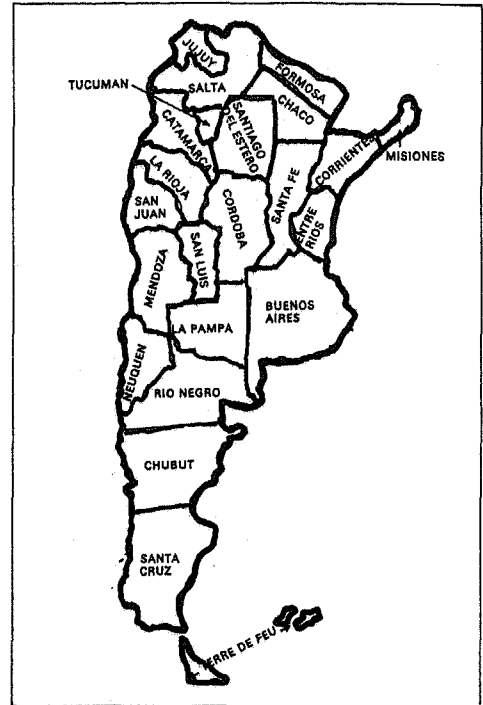 JUJUY
SALTA
FORMOSA
TUCUMAN
CHACO
SANTIAGO
EL ESTERO
CATAMARCA
CORRIENTES
MISIONES
LA RIOJA
SANTA FE
SAN
JUAN
CORDOBA
ENTRE
RIOS
SAN LUIS
MENDOZA
BUENOS
AIRES
LA PAMPA
NEUQUEN
RIO NEGRO
CHUBUT
SANTA
CRUZ
TERRE DE FEU